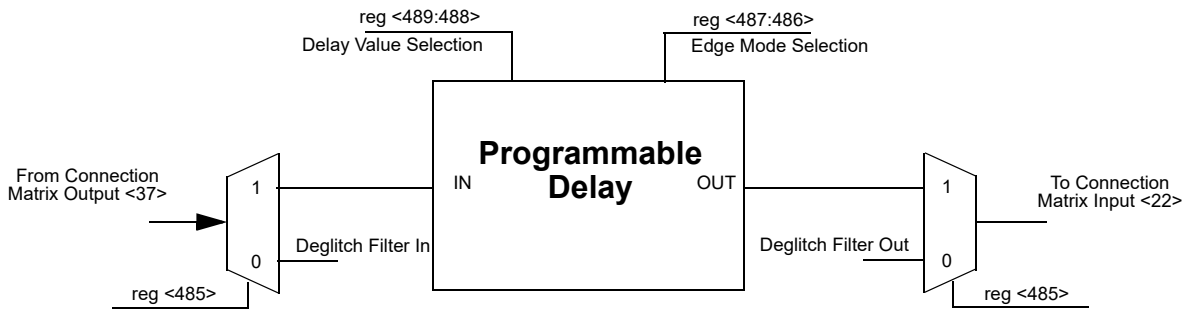 reg <489:488>
Delay Value Selection
reg <487:486>
Edge Mode Selection
Programmable
Delay
IN
OUT
From Connection
Matrix Output <37>
1
0
Deglitch Filter In
reg <485>
Deglitch Filter Out
1
0
To Connection
Matrix Input <22>
reg <485>